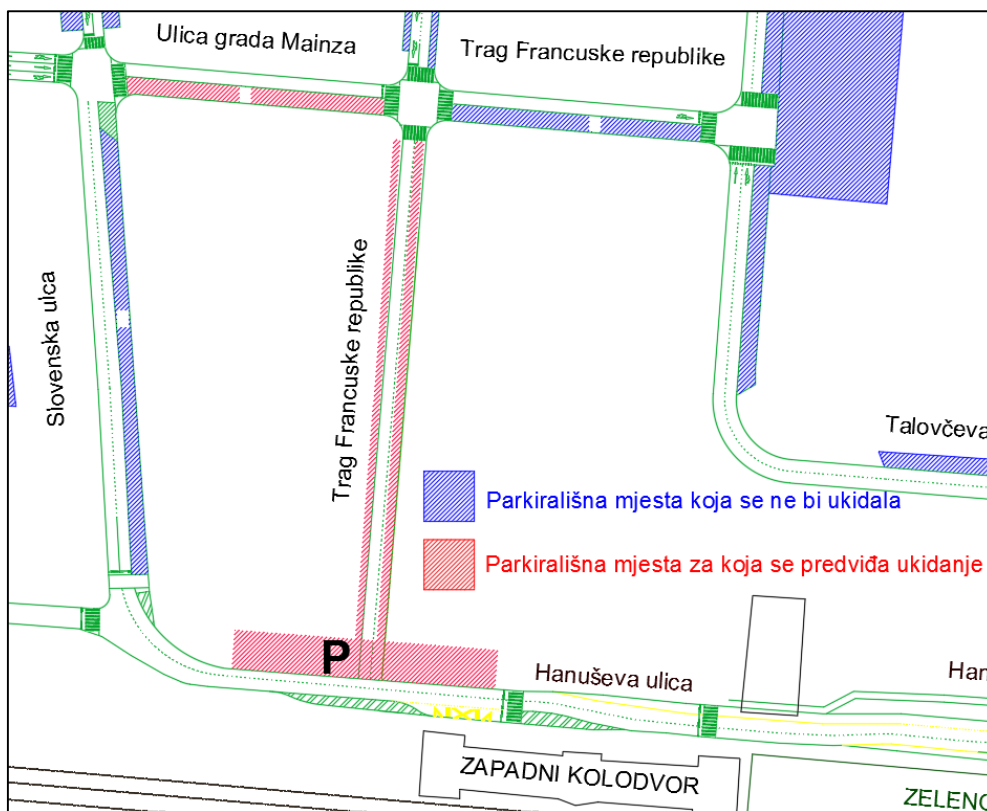 Ulica grada Mainza
Trag Francuske republike
Slovenska ulca
Trag Francuske republike
Talovčeva
Parkirališna mjesta koja se ne bi ukidala
Parkirališna mjesta za koja se predviđa ukidanje
P
Hanuševa ulica
Han
ZAPADNI KOLODVOR
ZELENO